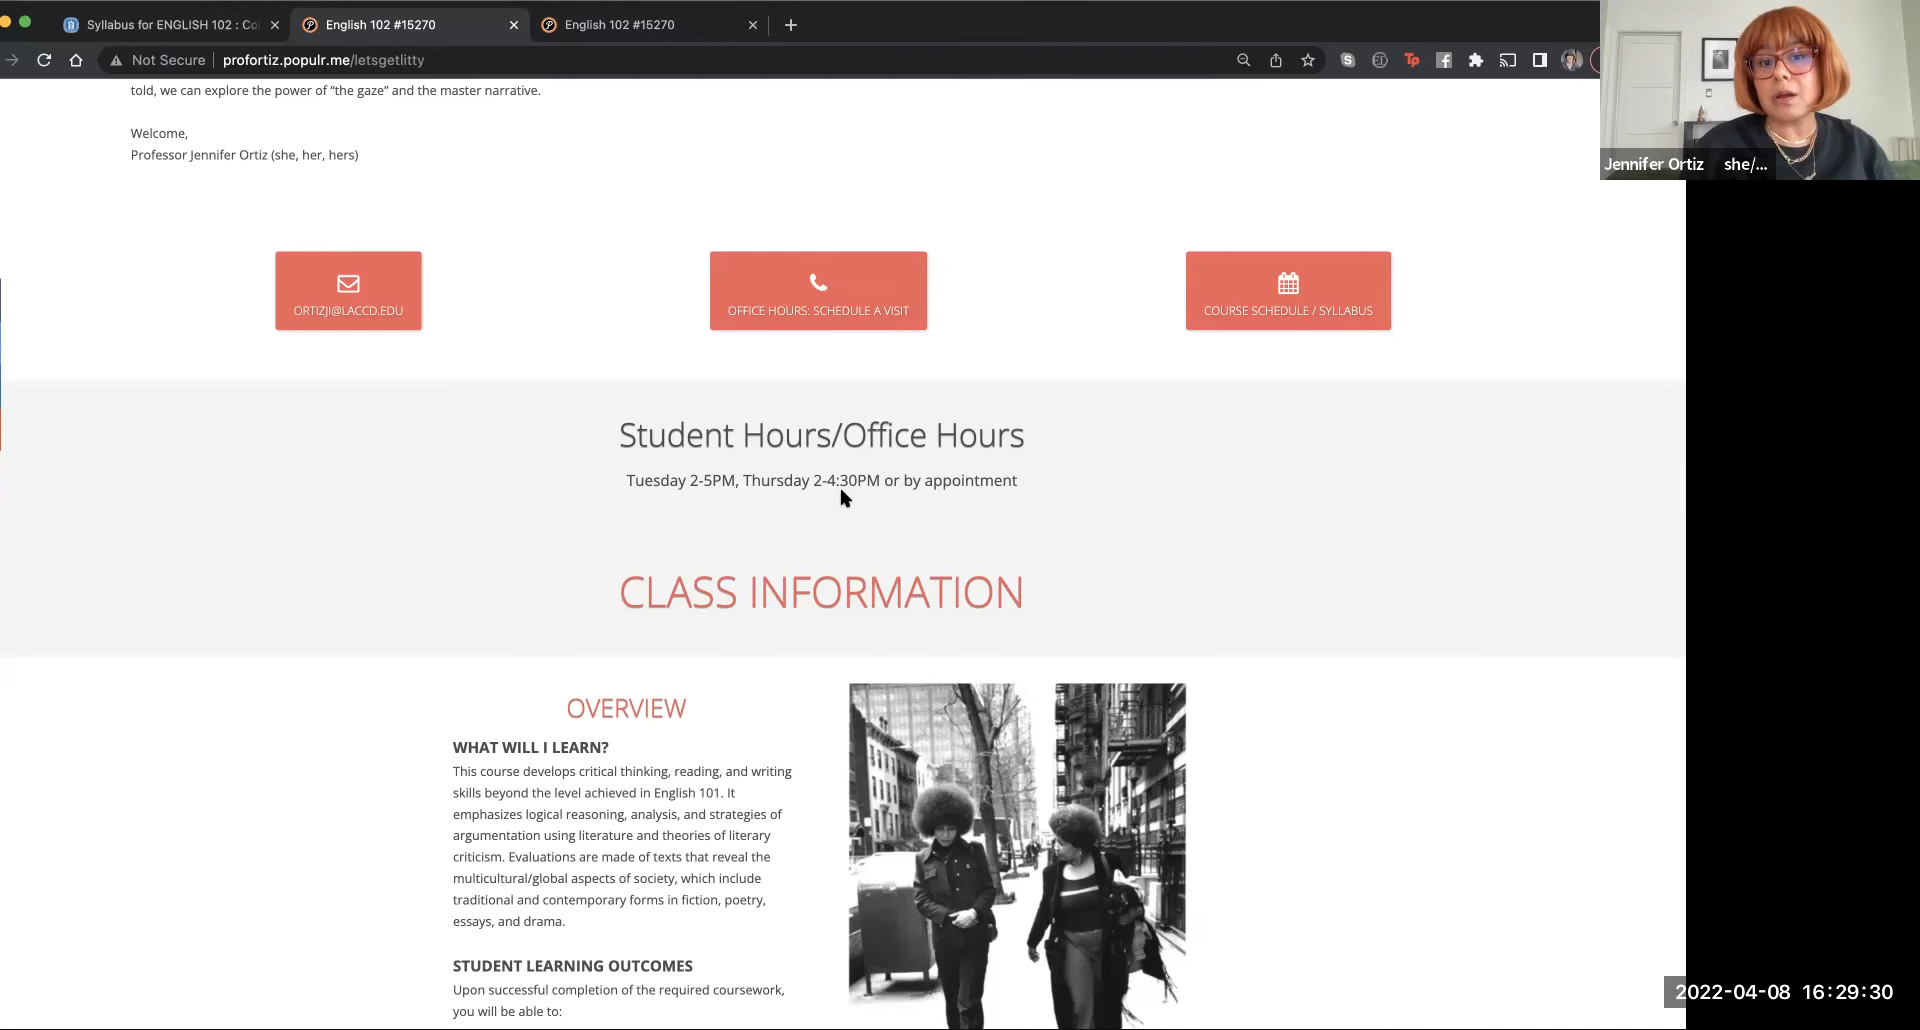 Syllabus for ENGLISH 102 : Co
English 102 #15270
English 102 #15270
Not Secure
profortiz.populr.me/letsgetlitty
Jennifer Ortiz she/...
told, we can explore the power of “the gaze” and the master narrative.
Welcome,
Professor Jennifer Ortiz (she, her, hers)
ORTIZJI@LACCD.EDU
OFFICE HOURS: SCHEDULE A VISIT
COURSE SCHEDULE / SYLLABUS
Student Hours/Office Hours
Tuesday 2-5PM, Thursday 2-4:30PM or by appointment
CLASS INFORMATION
OVERVIEW
WHAT WILL I LEARN?
This course develops critical thinking, reading, and writing
skills beyond the level achieved in English 101. It
emphasizes logical reasoning, analysis, and strategies of
argumentation using literature and theories of literary
criticism. Evaluations are made of texts that reveal the
multicultural/global aspects of society, which include
traditional and contemporary forms in fiction, poetry,
essays, and drama.
STUDENT LEARNING OUTCOMES
Upon successful completion of the required coursework,
you will be able to:
2022-04-08 16:29:30